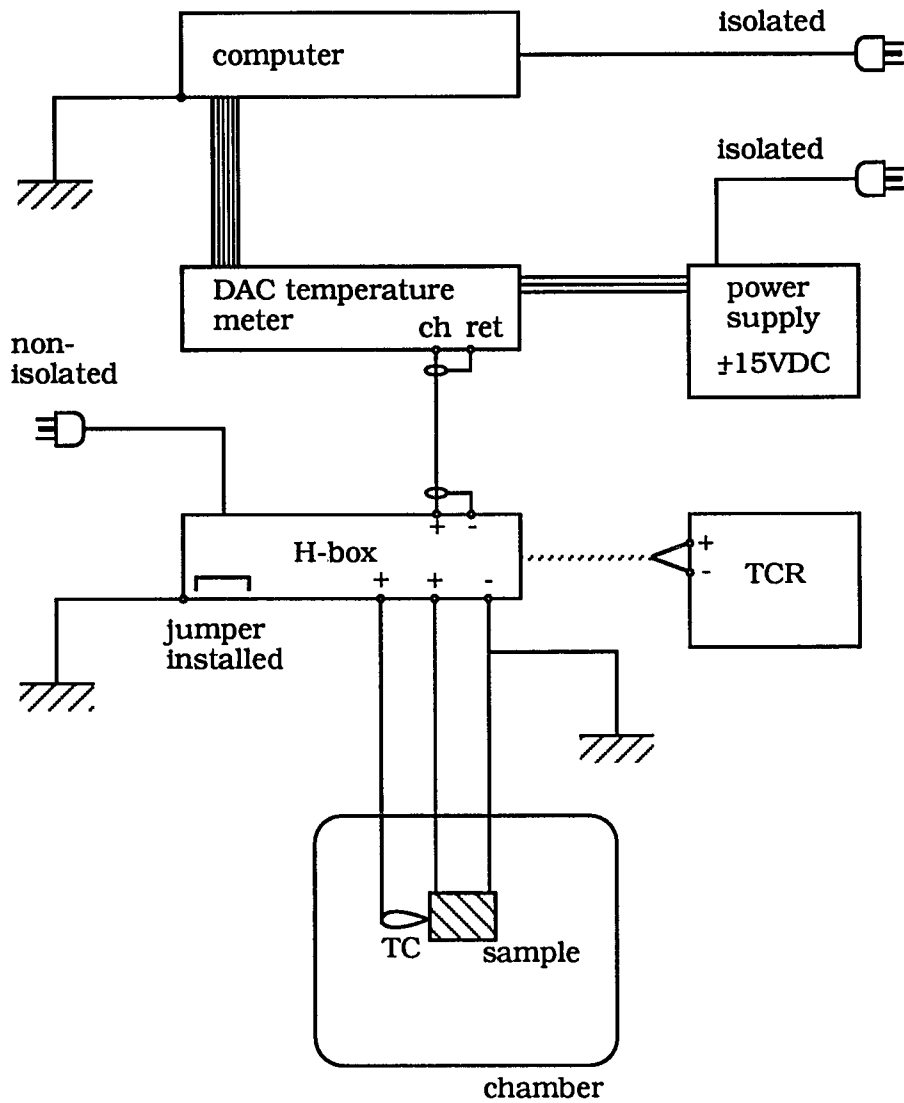 isolated
computer
isolated
DAC temperature
meter
ch ret
power
supply
±15VDC
non-
isolated
+ -
H-box
+ + -
+
-
TCR
jumper
installed
TC
sample
chamber